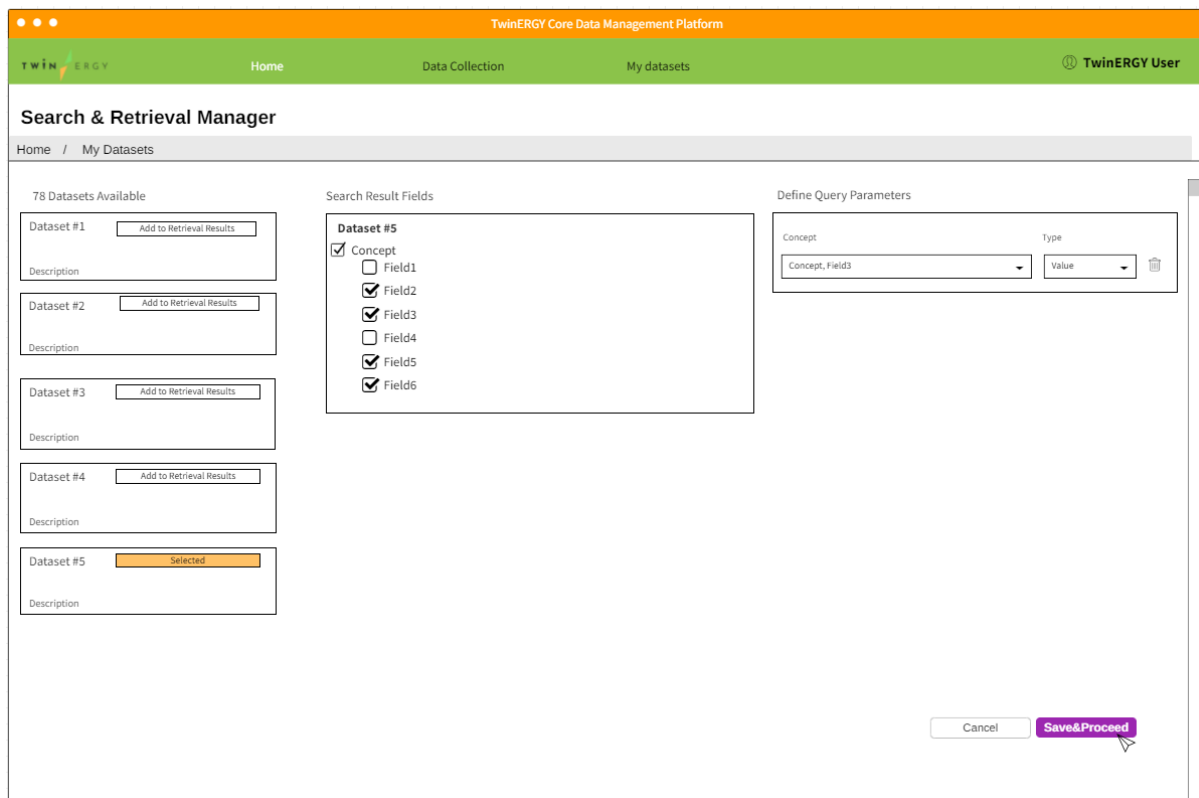 TwinERGY Core Data Management Platform
TWIN ERGY
Home
Data Collection
My datasets
TwinERGY User
Search & Retrieval Manager
Home / My Datasets
78 Datasets Available
Dataset #1
Add to Retrieval Results
Description
Dataset #2
Add to Retrieval Results
Description
Dataset #3
Add to Retrieval Results
Description
Dataset #4
Add to Retrieval Results
Description
Dataset #5
Selected
Description
Search Result Fields
Dataset #5
Concept
Field1
Field2
Field3
Field4
Field5
Field6
Define Query Parameters
Concept
Type
Concept, Field3
Value
Cancel
Save&Proceed